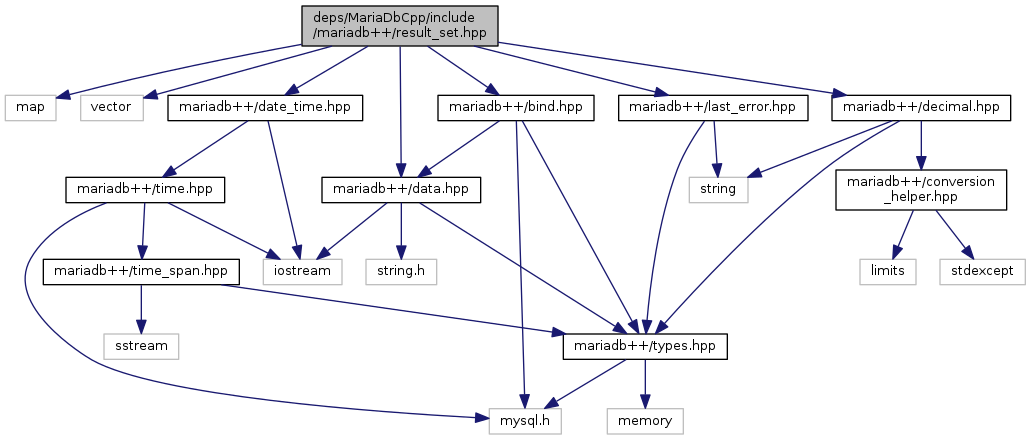 deps/MariaDbCpp/include
/mariadb++/result_set.hpp
map
vector
mariadb++/date_time.hpp
mariadb++/bind.hpp
mariadb++/last_error.hpp
mariadb++/decimal.hpp
mariadb++/time.hpp
mariadb++/data.hpp
string
mariadb++/conversion
_helper.hpp
mariadb++/time_span.hpp
iostream
string.h
limits
stdexcept
sstream
mariadb++/types.hpp
mysql.h
memory